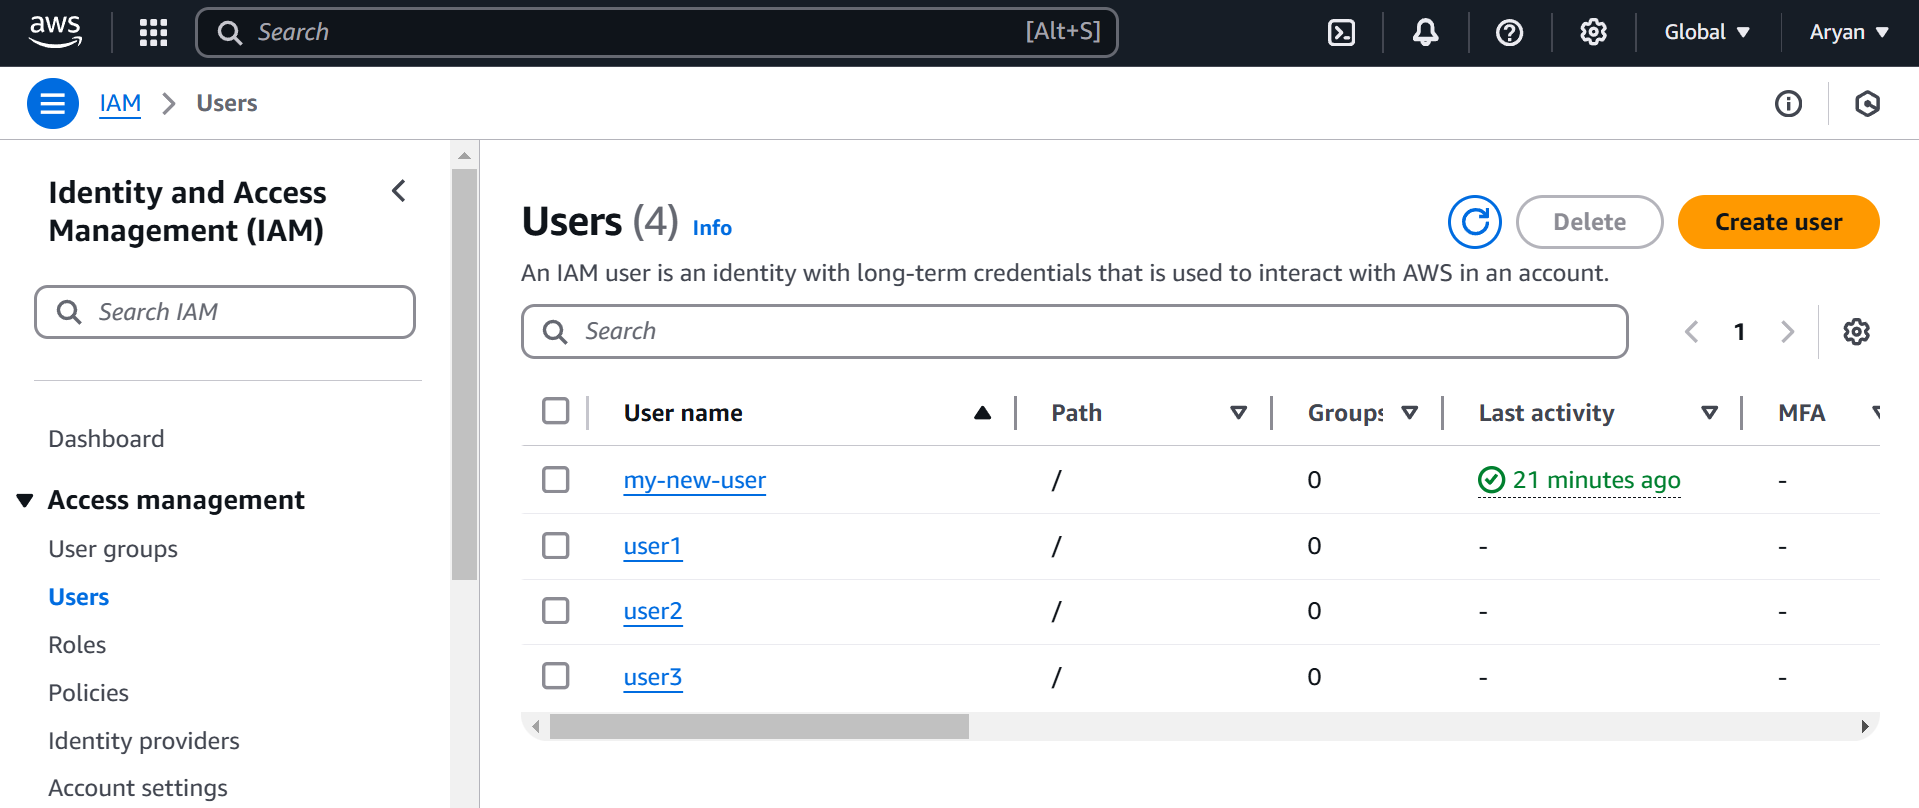 aws Search [Alt+S] Global Aryan
IAM Users
Identity and Access
Management (IAM)
Search IAM
Dashboard
Access management
User groups
Users
Roles
Policies
Identity providers
Account settings
Users (4) Info Delete Create user
An IAM user is an identity with long-term credentials that is used to interact with AWS in an account.
Search 1
User name Path Groups Last activity MFA
my-new-user / 0 21 minutes ago -
user1 / 0 - -
user2 / 0 - -
user3 / 0 - -